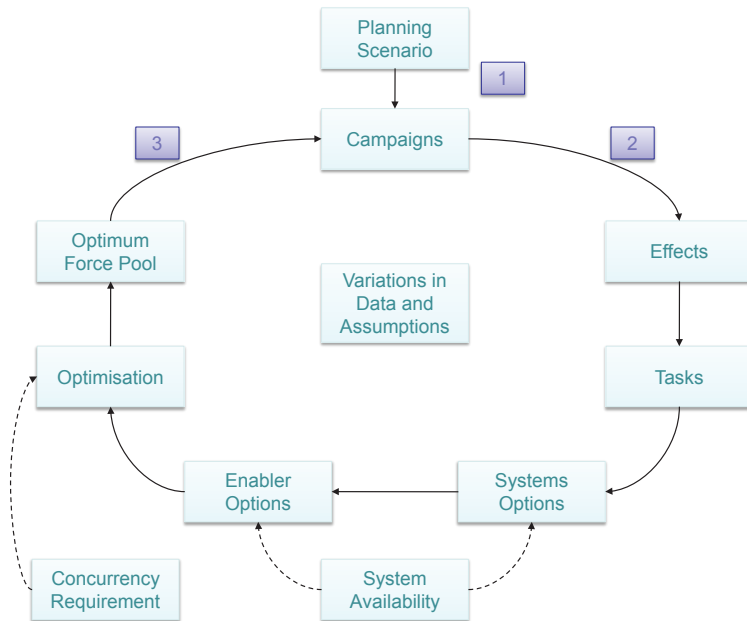 Planning
Scenario
1
3
Campaigns
2
Optimum
Force Pool
Variations in
Data and
Assumptions
Effects
Optimisation
Tasks
Enabler
Options
Systems
Options
Concurrency
Requirement
System
Availability